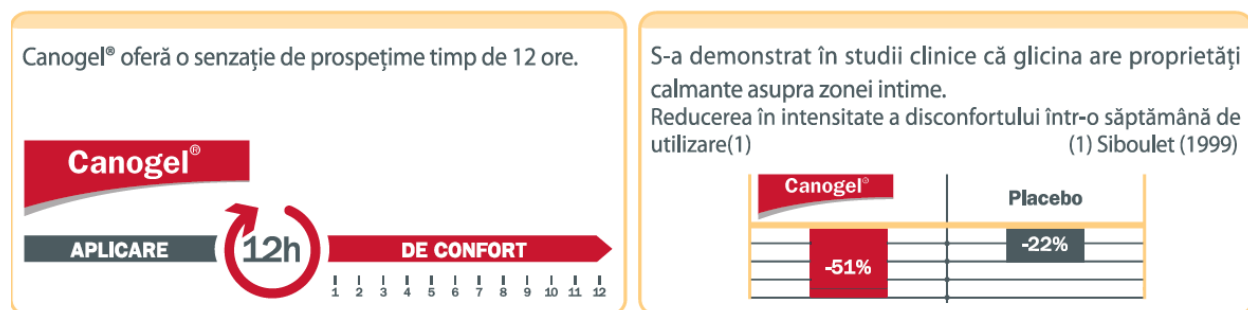 Canogel® oferă o senzație de prospețime timp de 12 ore.
Canogel®
APLICARE
12h
DE CONFORT
1 2 3 4 5 6 7 8 9 10 11 12
S-a demonstrat în studii clinice că glicina are proprietăți
calmante asupra zonei intime.
Reducerea în intensitate a disconfortului într-o săptămână de
utilizare(1) (1) Siboulet (1999)
Canogel®
Placebo
-51%
-22%